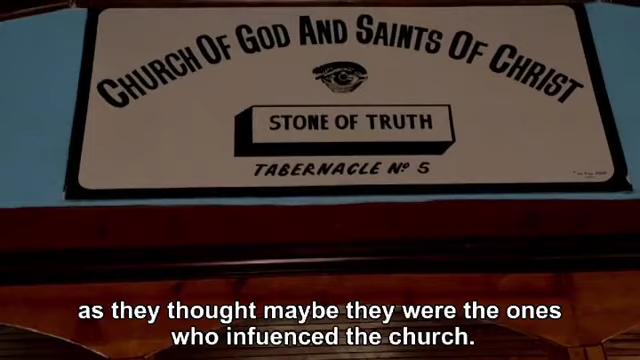 CHURCH OF GOD AND SAINTS OF CHRIST
STONE OF TRUTH
TABERNACLE Nº 5
as they thought maybe they were the ones
who infuenced the church.